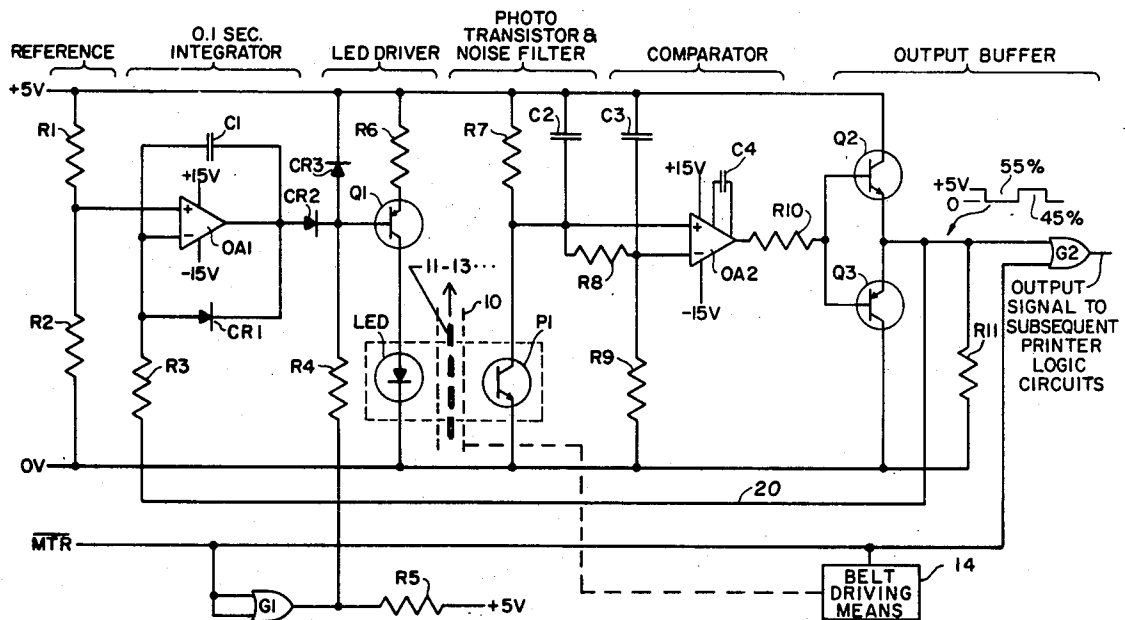 REFERENCE
0.1 SEC.
INTEGRATOR
LED DRIVER
PHOTO
TRANSISTOR &
NOISE FILTER
COMPARATOR
OUTPUT BUFFER
+5V
R1
C1
+15V
+
-
OA1
-15V
CR1
R2
R3
CR2
CR3
R6
Q1
R4
LED
11-13...
10
R7
C2
C3
P1
R8
R9
+15V
C4
+
-
OA2
-15V
R10
Q2
Q3
55%
+5V
0
45%
G2
R11
OUTPUT
SIGNAL TO
SUBSEQUENT
PRINTER
LOGIC
CIRCUITS
0V
20
MTR
G1
R5
+5V
BELT
DRIVING
MEANS
14